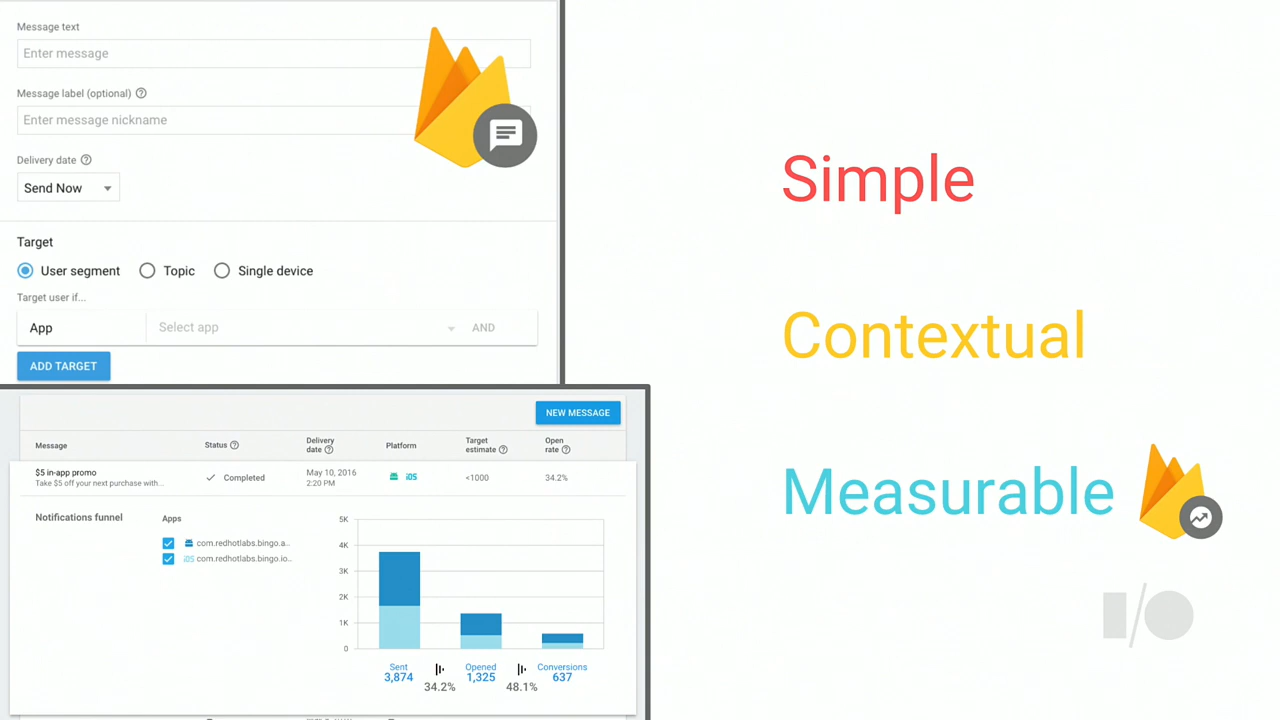 Message text
Enter message
Message label (optional)
Enter message nickname
Delivery date
Send Now
Target
User segment Topic Single device
Target user if...
App Select app AND
ADD TARGET
NEW MESSAGE
Message Status Delivery date Platform Target estimate Open rate
$5 in-app promo
Take $5 off your next purchase with...
Completed
May 10, 2016
2:20 PM
iOS
<1000
34.2%
Notifications funnel
Apps
com.redhotlabs.bingo.a..
iOS com.redhotlabs.bingo.io..
5K
4K
3K
2K
1K
0
Sent Opened Conversions
3,874 1,325 637
34.2% 48.1%
Simple
Contextual
Measurable
I/O